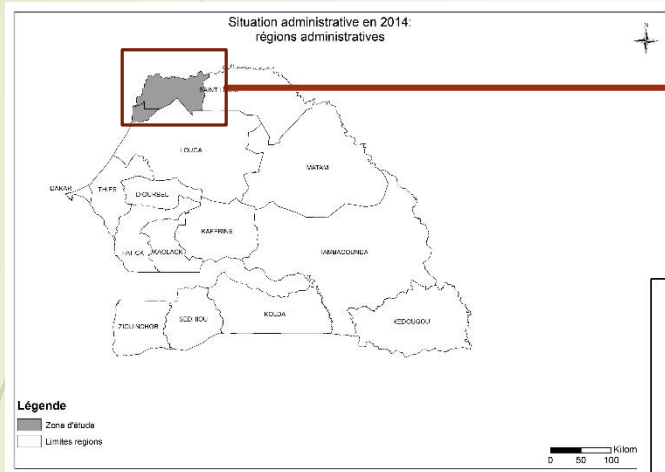 Situation administrative en 2014:
régions administratives
N
SAINT LOUIS
LOUGA
MATAM
DAKAR
THIES
DIOURBEL
KAFFRINE
FATICK
KAOLACK
TAMBACOUNDA
ZIGUINCHOR
SEDHIOU
KOLDA
KEDOUGOU
Légende
Zone d'étude
Limites regions
Kilom
0 50 100